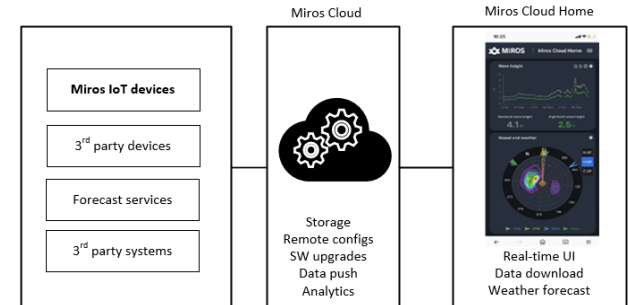 Miros Cloud
Miros Cloud Home
Miros IoT devices
3rd party devices
Forecast services
3rd party systems
Storage
Remote configs
SW upgrades
Data push
Analytics
10:25
MIROS
Miros Cloud Home
Wave height
4.1
2.5
Vessel and weather
Real-time UI
Data download
Weather forecast